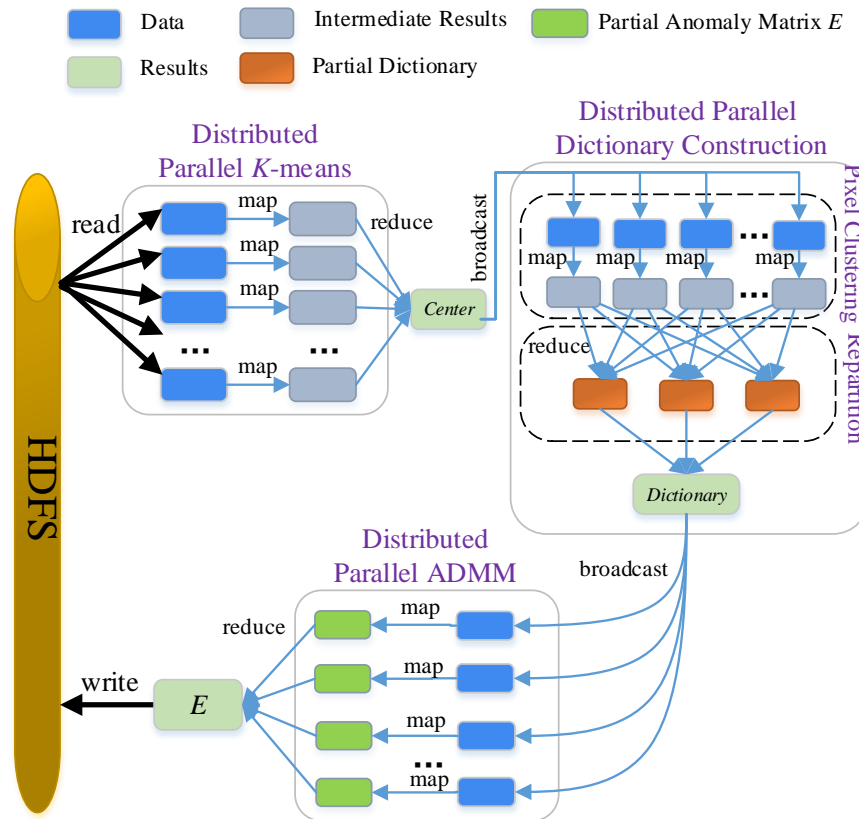 Data
Intermediate Results
Partial Anomaly Matrix E
Results
Partial Dictionary
Distributed
Parallel K-means
Distributed Parallel
Dictionary Construction
read
map
map
map
...
...
map
reduce
Center
broadcast
...
map
map
map
map
...
Pixel Clustering
reduce
Repartition
Dictionary
HDFS
Distributed
Parallel ADMM
broadcast
map
map
map
...
map
reduce
E
write